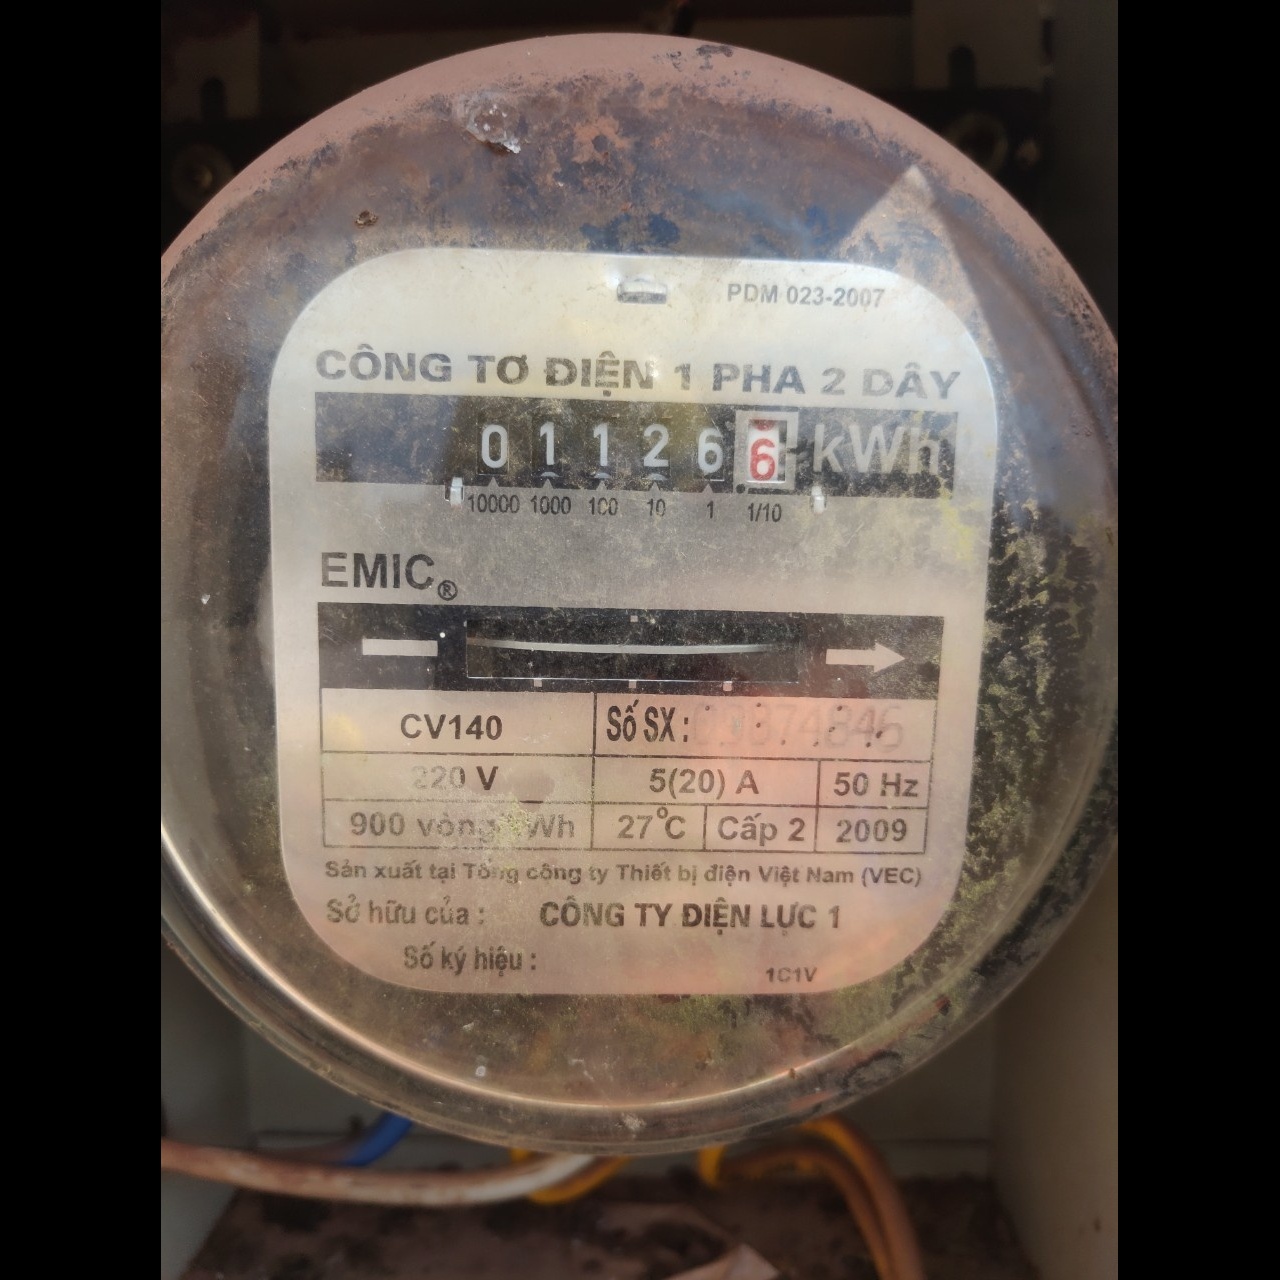 PDM 023-2007
CÔNG TƠ ĐIỆN 1 PHA 2 DÂY
0 1 1 2 6 6 kWh
10000 1000 100 10 1 1/10
EMIC®
CV140 Số SX :
220 V 5(20) A 50 Hz
900 vòng/kWh 27°C Cấp 2 2009
Sản xuất tại Tổng công ty Thiết bị điện Việt Nam (VEC)
Sở hữu của : CÔNG TY ĐIỆN LỰC 1
Số ký hiệu :
1C1V